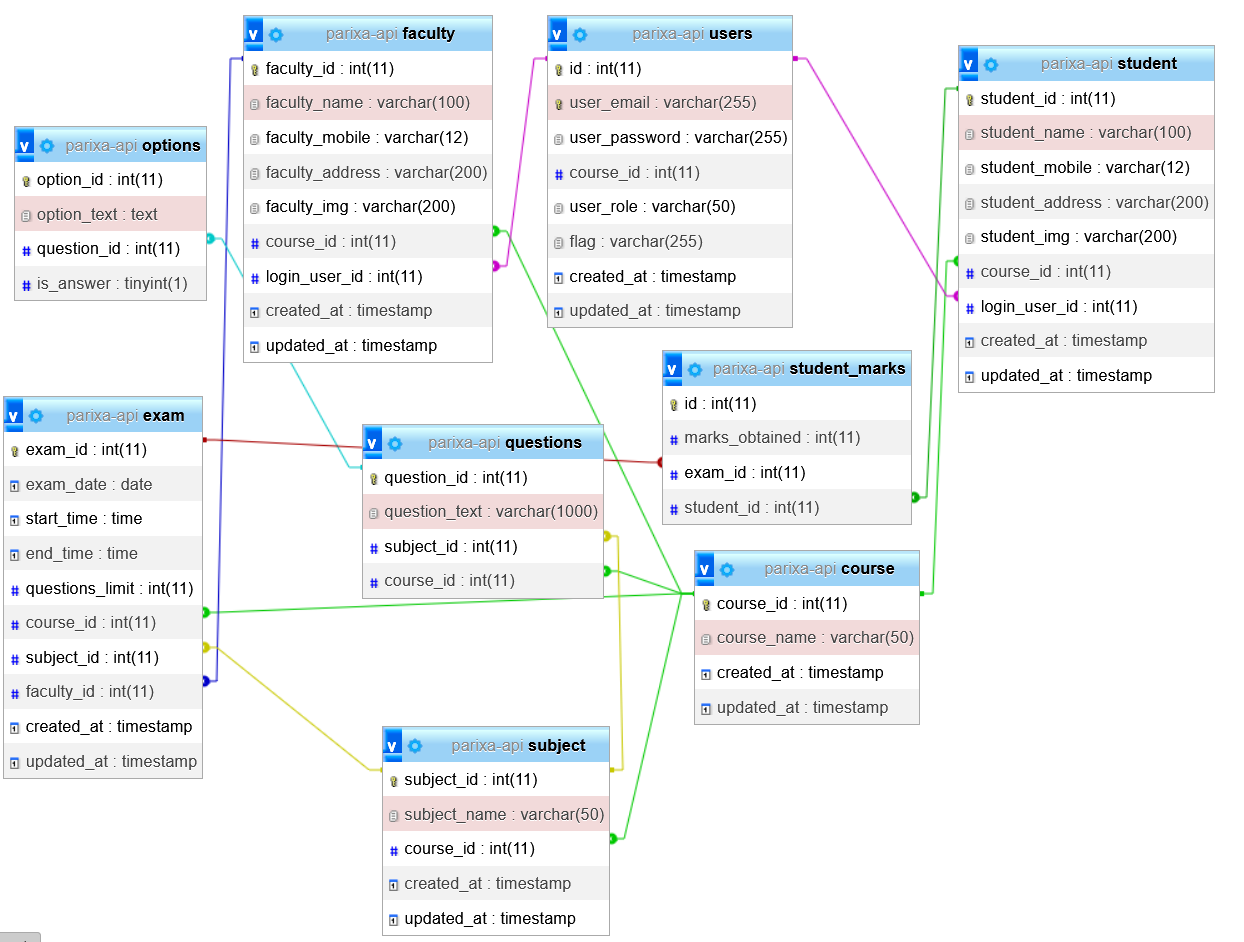 parixa-api options
option_id : int(11)
option_text : text
question_id : int(11)
is_answer : tinyint(1)
parixa-api faculty
faculty_id : int(11)
faculty_name : varchar(100)
faculty_mobile : varchar(12)
faculty_address : varchar(200)
faculty_img : varchar(200)
course_id : int(11)
login_user_id : int(11)
created_at : timestamp
updated_at : timestamp
parixa-api users
id : int(11)
user_email : varchar(255)
user_password : varchar(255)
course_id : int(11)
user_role : varchar(50)
flag : varchar(255)
created_at : timestamp
updated_at : timestamp
parixa-api student
student_id : int(11)
student_name : varchar(100)
student_mobile : varchar(12)
student_address : varchar(200)
student_img : varchar(200)
course_id : int(11)
login_user_id : int(11)
created_at : timestamp
updated_at : timestamp
parixa-api exam
exam_id : int(11)
exam_date : date
start_time : time
end_time : time
questions_limit : int(11)
course_id : int(11)
subject_id : int(11)
faculty_id : int(11)
created_at : timestamp
updated_at : timestamp
parixa-api questions
question_id : int(11)
question_text : varchar(1000)
subject_id : int(11)
course_id : int(11)
parixa-api student_marks
id : int(11)
marks_obtained : int(11)
exam_id : int(11)
student_id : int(11)
parixa-api course
course_id : int(11)
course_name : varchar(50)
created_at : timestamp
updated_at : timestamp
parixa-api subject
subject_id : int(11)
subject_name : varchar(50)
course_id : int(11)
created_at : timestamp
updated_at : timestamp